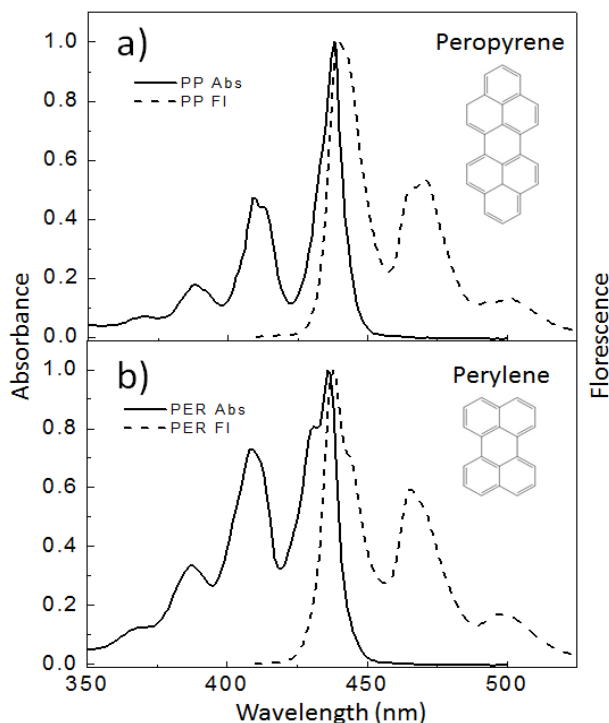 a)
Peropyrene
PP Abs
PP Fl
1.0
0.8
0.6
0.4
0.2
0.0
b)
Perylene
PER Abs
PER Fl
1.0
0.8
0.6
0.4
0.2
0.0
Absorbance
Florescence
350 400 450 500
Wavelength (nm)